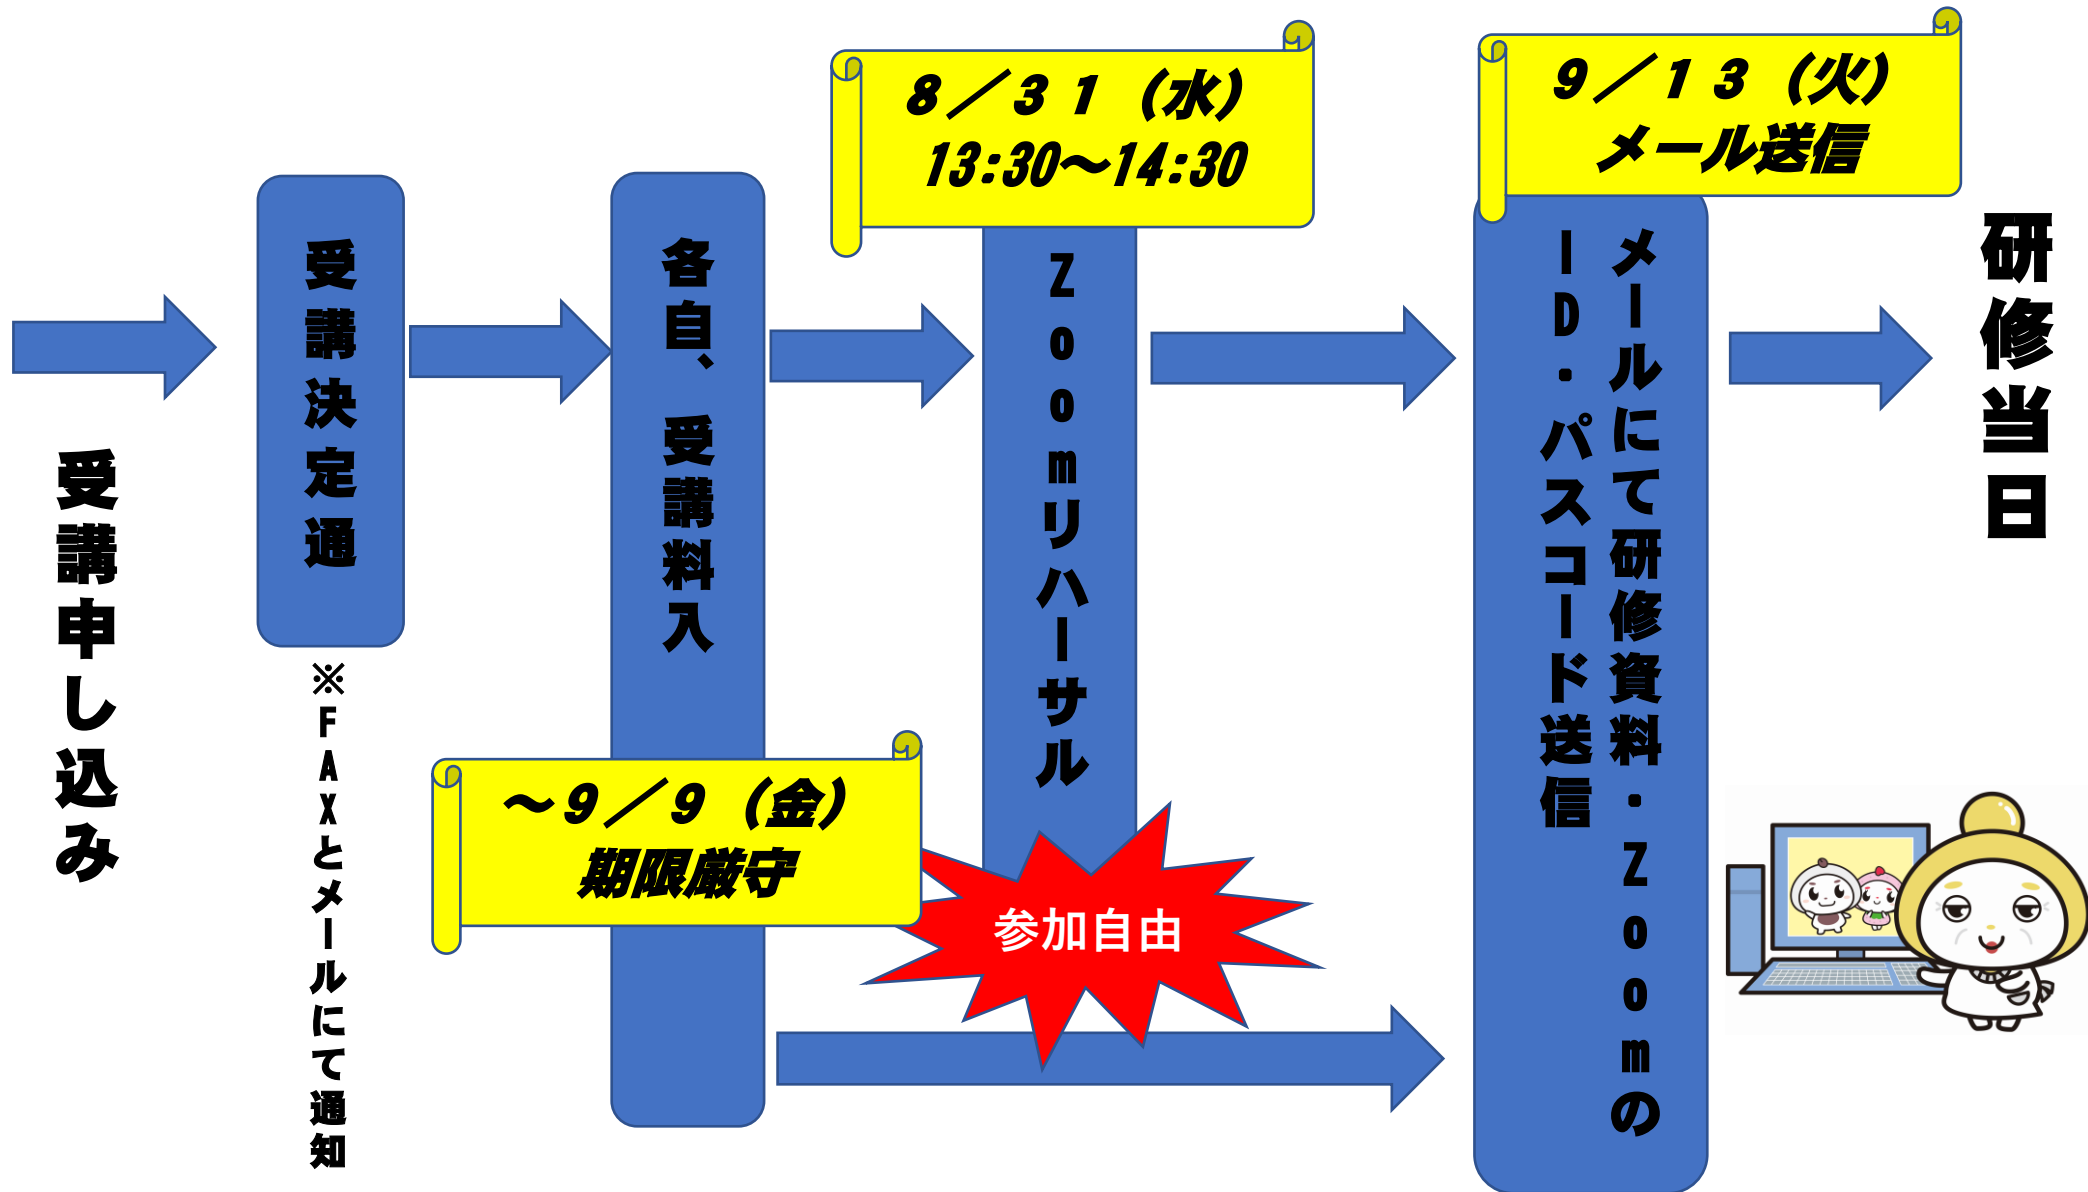 受講申し込み
受講決定通
※FAXとメールにて通知
各自、受講料入
～９／９（金）
期限厳守
８／３１（水）
13:30～14:30
Zoomリハーサル
参加自由
９／１３（火）
メール送信
メールにて研修資料・Zoomの
ID・パスコード送信
研修当日